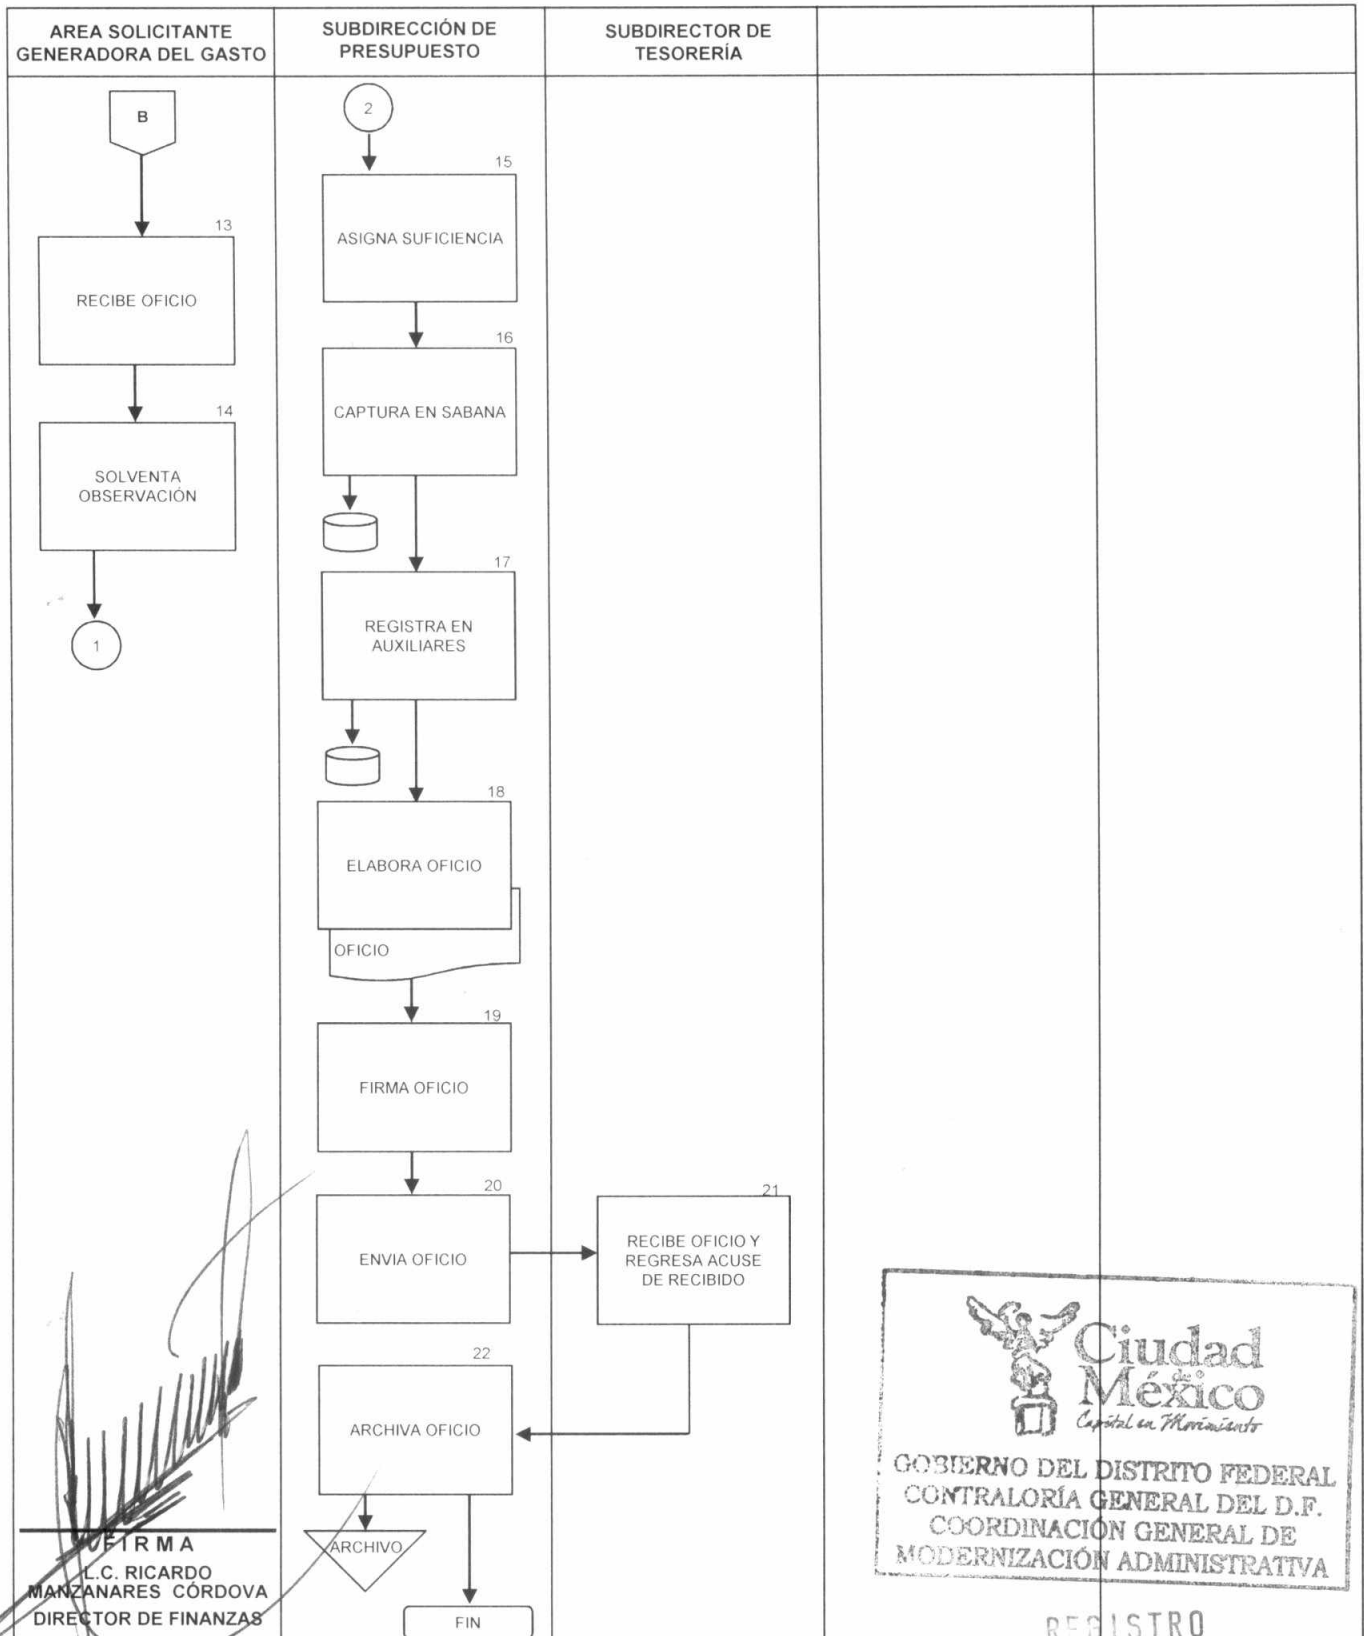 AREA SOLICITANTE
GENERADORA DEL GASTO
SUBDIRECCIÓN DE
PRESUPUESTO
SUBDIRECTOR DE
TESORERÍA
B
13
RECIBE OFICIO
14
SOLVENTA
OBSERVACIÓN
1
2
15
ASIGNA SUFICIENCIA
16
CAPTURA EN SABANA
17
REGISTRA EN
AUXILIARES
18
ELABORA OFICIO
OFICIO
19
FIRMA OFICIO
20
ENVIA OFICIO
21
RECIBE OFICIO Y
REGRESA ACUSE
DE RECIBIDO
22
ARCHIVA OFICIO
ARCHIVO
FIN
FIRMA
L.C. RICARDO
MANZANARES CÓRDOVA
DIRECTOR DE FINANZAS
Ciudad
de
México
Capital en Movimiento
GOBIERNO DEL DISTRITO FEDERAL
CONTRALORÍA GENERAL DEL D.F.
COORDINACIÓN GENERAL DE
MODERNIZACIÓN ADMINISTRATIVA
REGISTRO